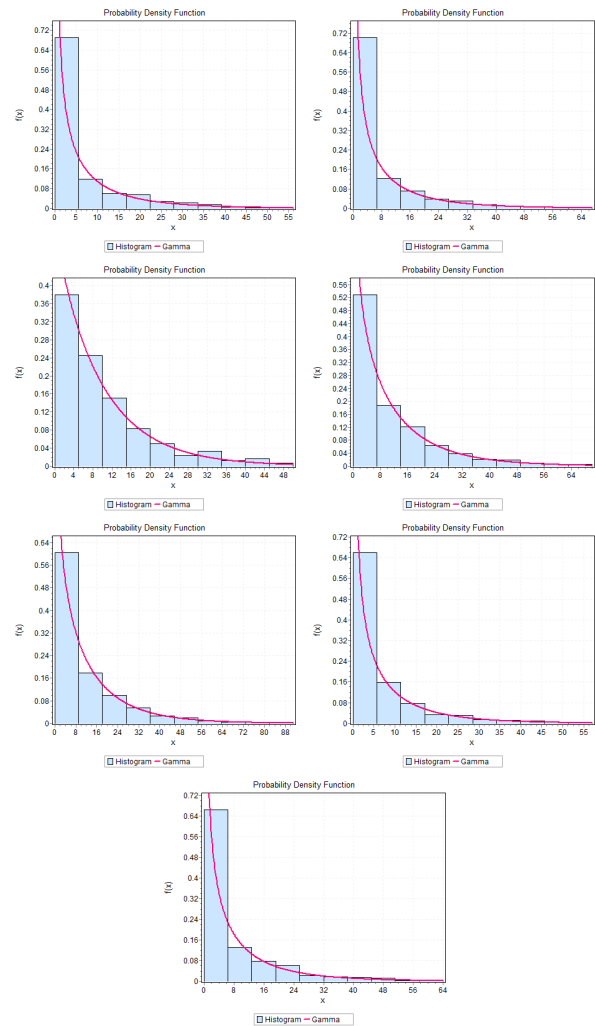 Probability Density Function
f(x)
0.72
0.64
0.56
0.48
0.4
0.32
0.24
0.16
0.08
0
0 5 10 15 20 25 30 35 40 45 50 55
x
Histogram Gamma
Probability Density Function
f(x)
0.72
0.64
0.56
0.48
0.4
0.32
0.24
0.16
0.08
0
0 8 16 24 32 40 48 56 64
x
Histogram Gamma
Probability Density Function
f(x)
0.4
0.36
0.32
0.28
0.24
0.2
0.16
0.12
0.08
0.04
0
0 4 8 12 16 20 24 28 32 36 40 44 48
x
Histogram Gamma
Probability Density Function
f(x)
0.56
0.52
0.48
0.44
0.4
0.36
0.32
0.28
0.24
0.2
0.16
0.12
0.08
0.04
0
0 8 16 24 32 40 48 56 64
x
Histogram Gamma
Probability Density Function
f(x)
0.64
0.56
0.48
0.4
0.32
0.24
0.16
0.08
0
0 8 16 24 32 40 48 56 64 72 80 88
x
Histogram Gamma
Probability Density Function
f(x)
0.72
0.64
0.56
0.48
0.4
0.32
0.24
0.16
0.08
0
0 5 10 15 20 25 30 35 40 45 50 55
x
Histogram Gamma
Probability Density Function
f(x)
0.72
0.64
0.56
0.48
0.4
0.32
0.24
0.16
0.08
0
0 8 16 24 32 40 48 56 64
x
Histogram Gamma